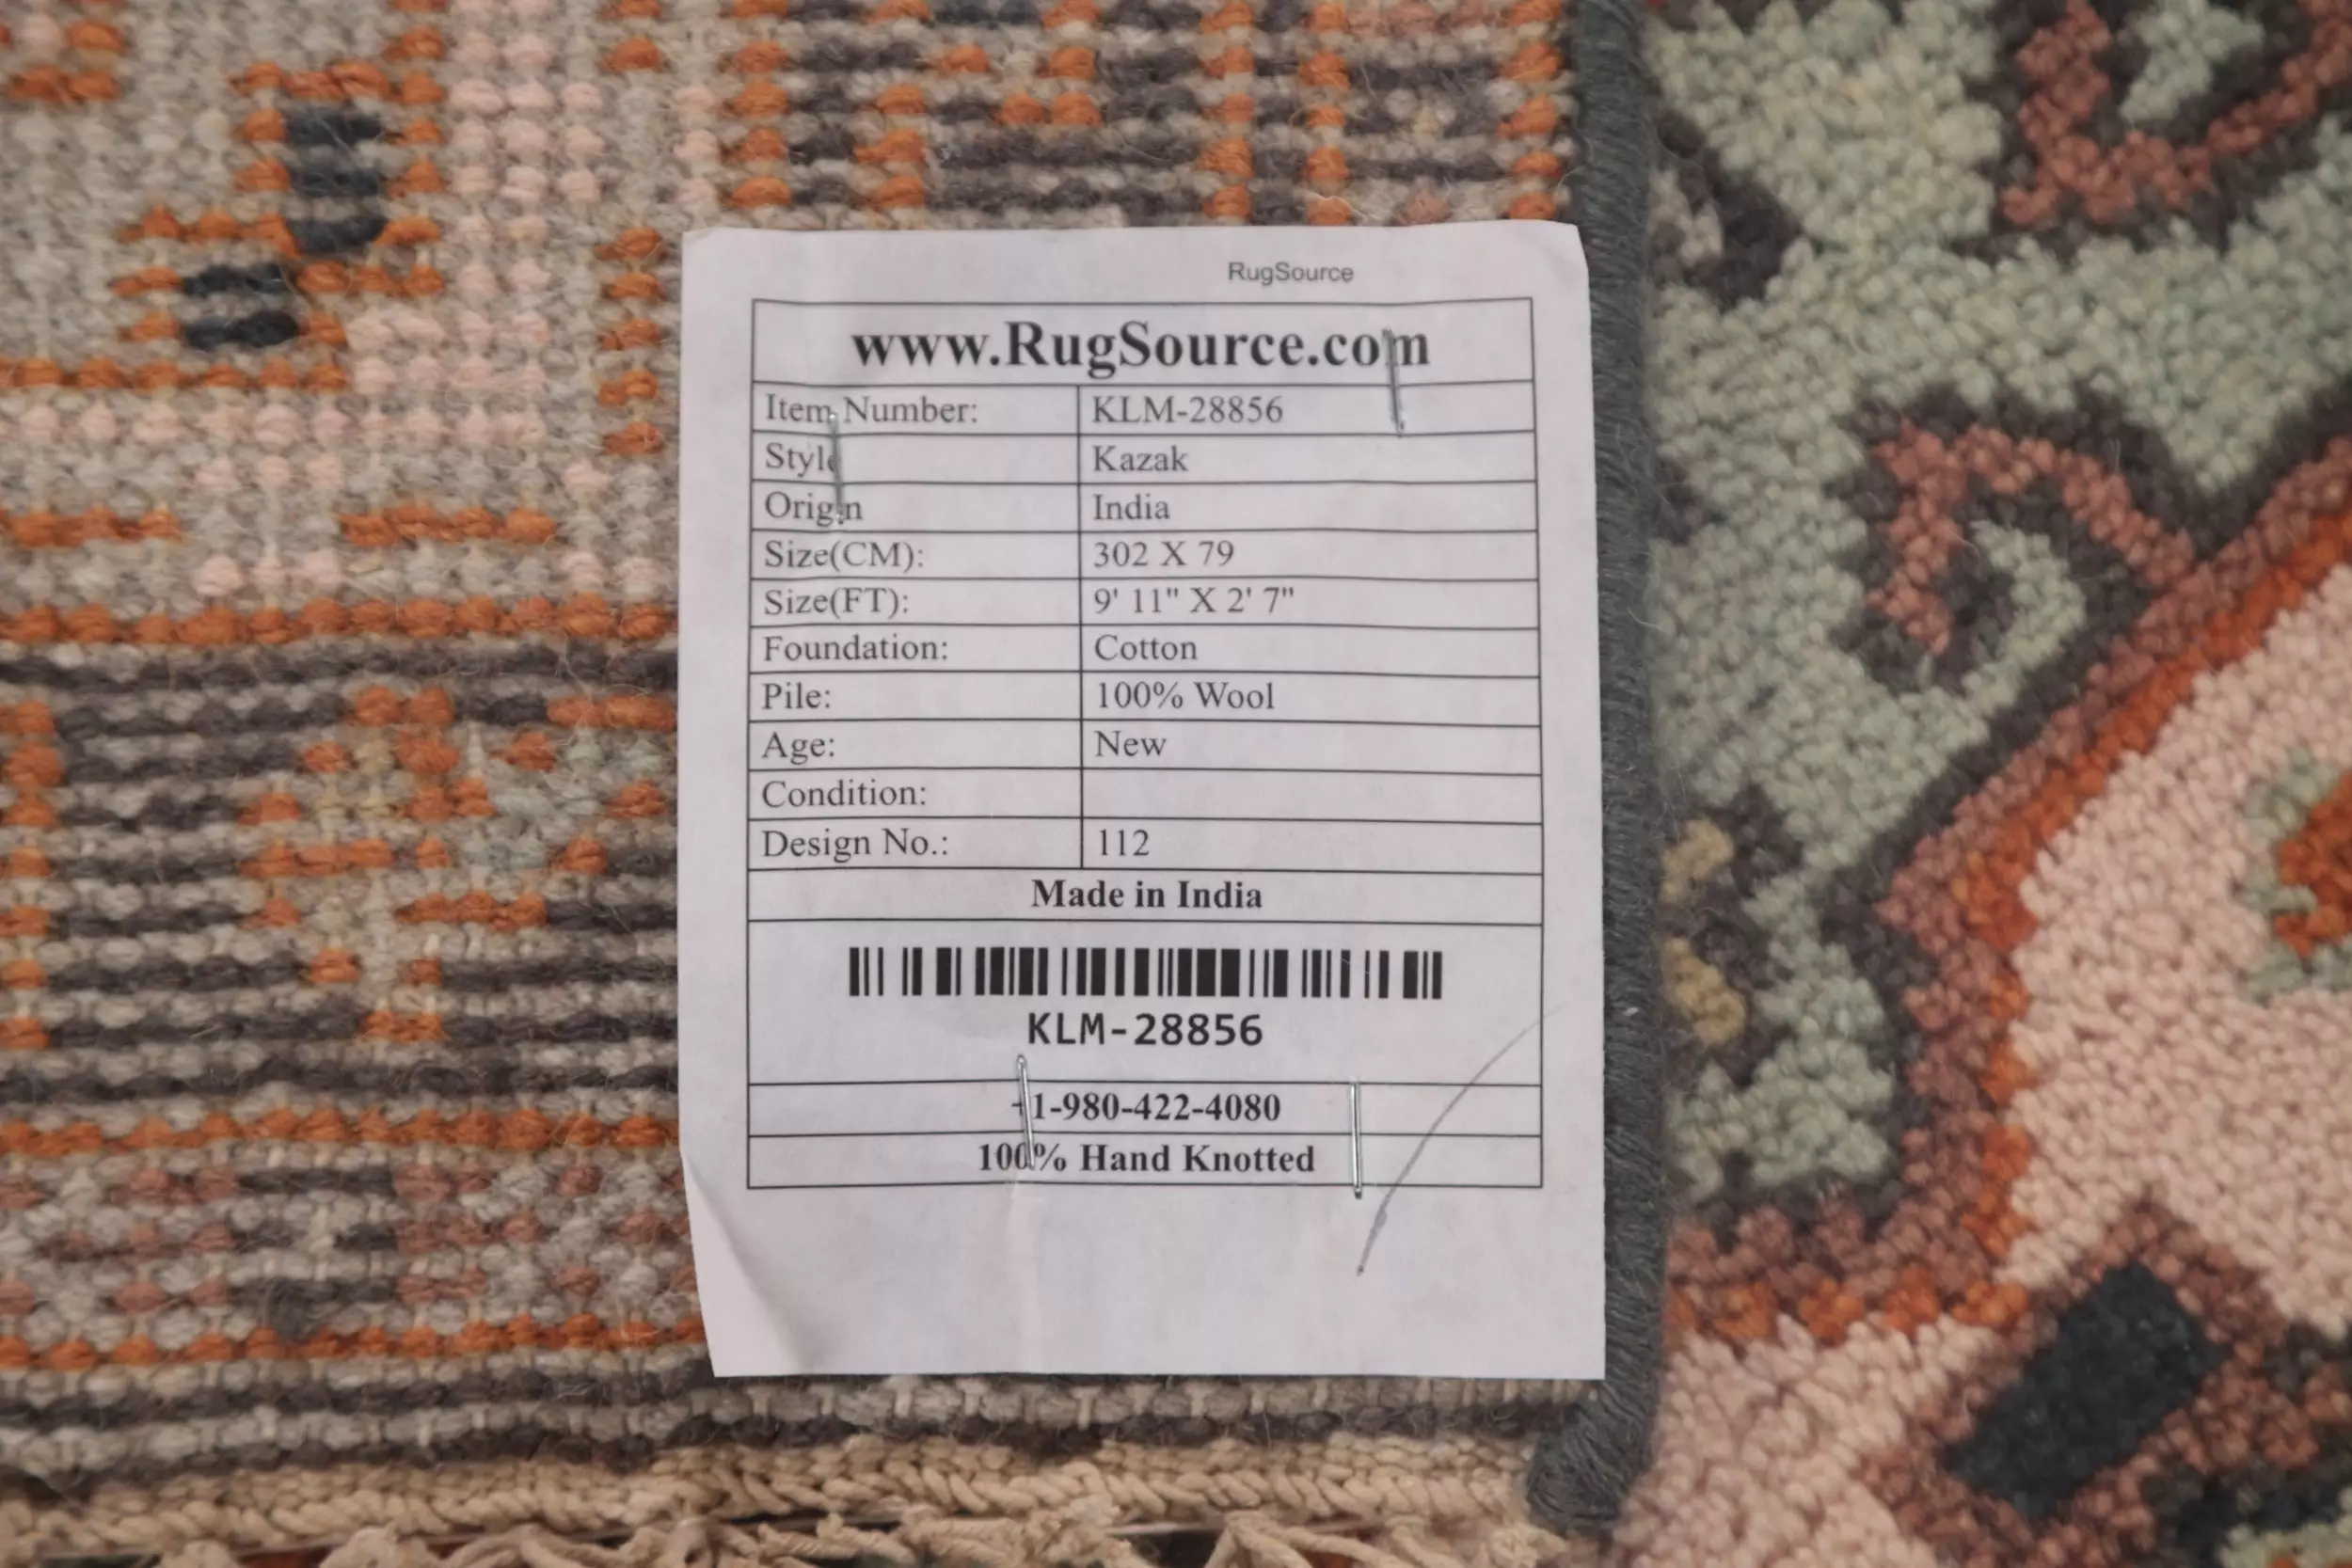 RugSource
www.RugSource.com
Item Number: KLM-28856
Style Kazak
Origin India
Size(CM): 302 X 79
Size(FT): 9' 11" X 2' 7"
Foundation: Cotton
Pile: 100% Wool
Age: New
Condition:
Design No.: 112
Made in India
KLM-28856
+1-980-422-4080
100% Hand Knotted